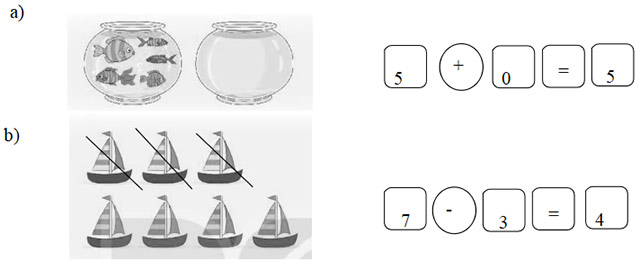 a)
5 + 0 = 5
b)
7 - 3 = 4